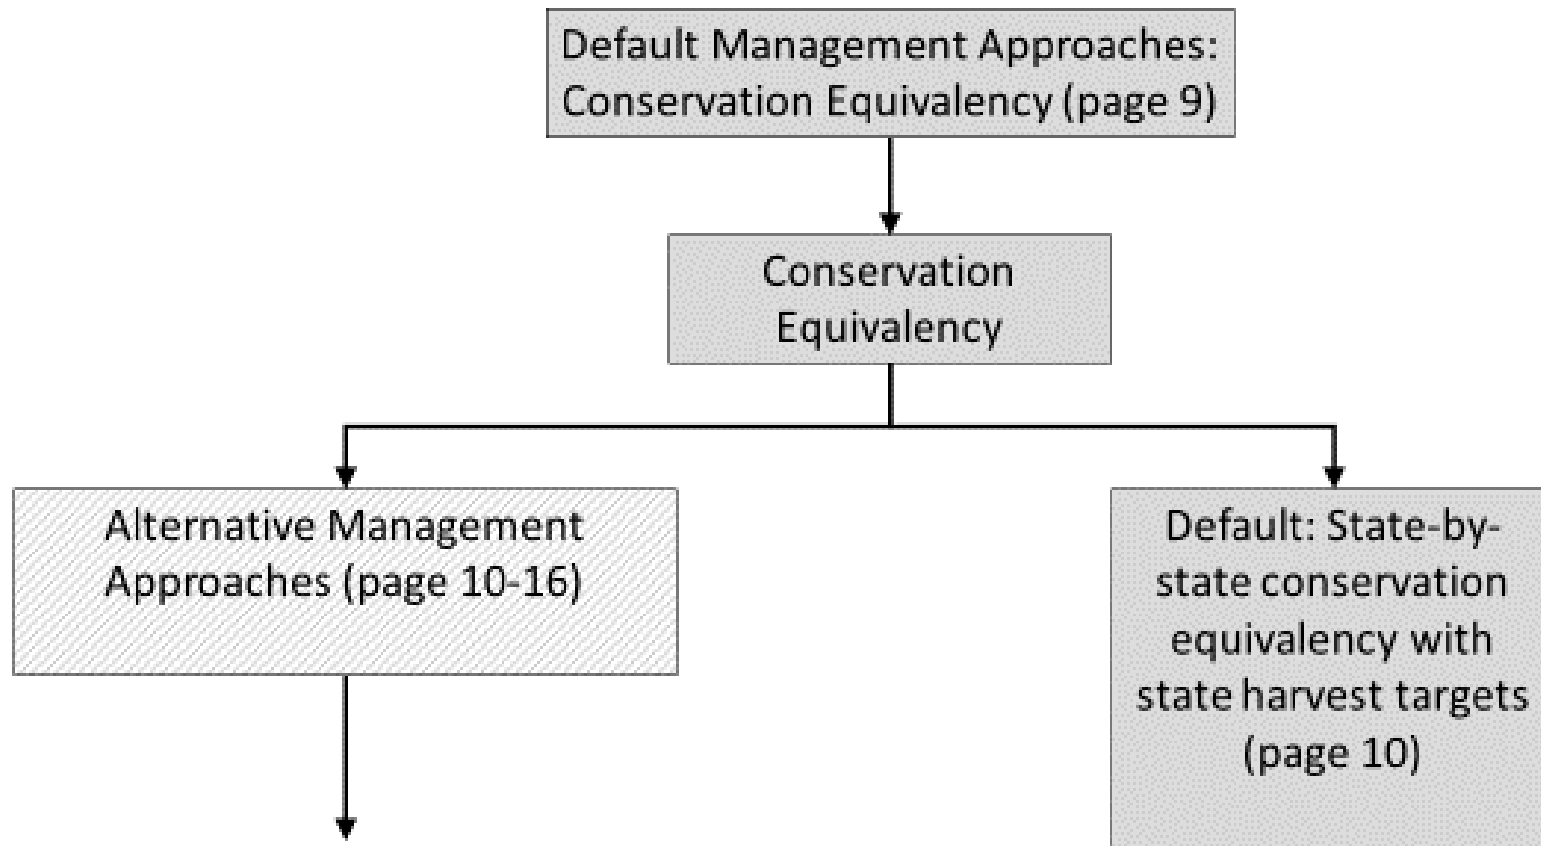 Default Management Approaches:
Conservation Equivalency (page 9)
Conservation
Equivalency
Alternative Management
Approaches (page 10-16)
Default: State-by-
state conservation
equivalency with
state harvest targets
(page 10)